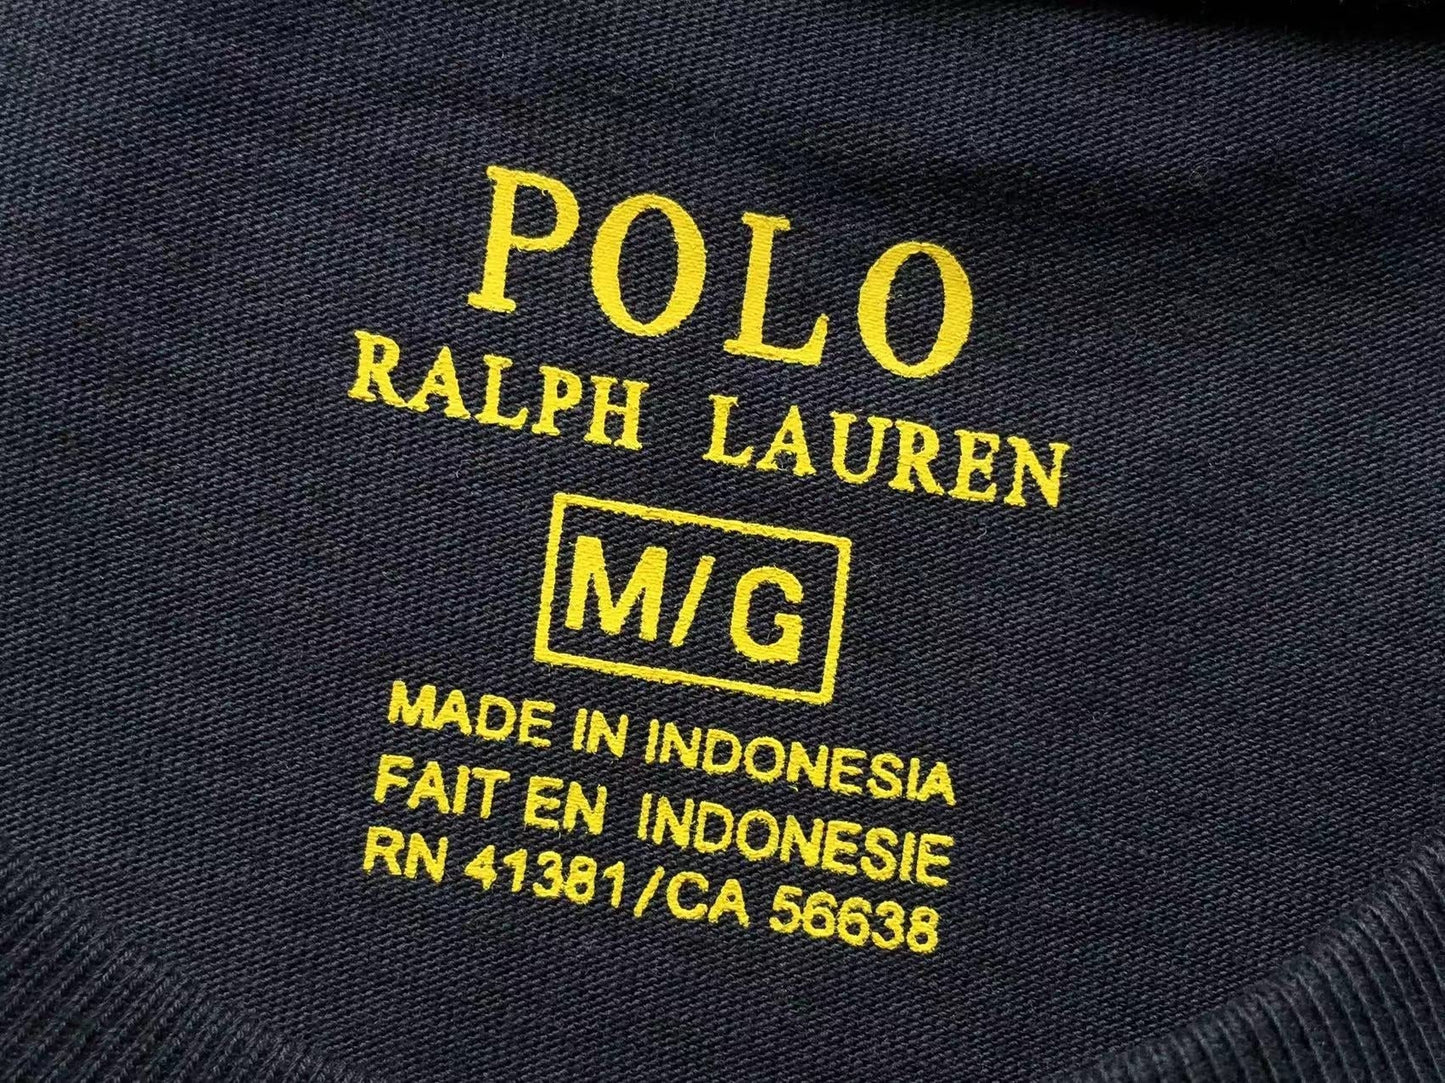 POLO
RALPH LAUREN
M/G
MADE IN INDONESIA
FAIT EN INDONESIE
RN 41381/CA 56638